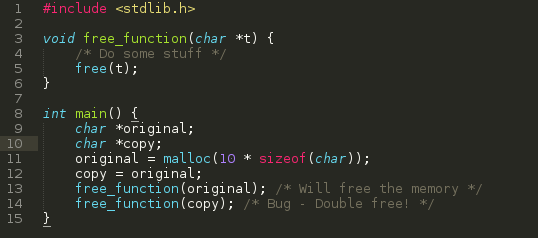 1 #include <stdlib.h>
2
3 void free_function(char *t) {
4     /* Do some stuff */
5     free(t);
6 }
7
8 int main() {
9     char *original;
10     char *copy;
11     original = malloc(10 * sizeof(char));
12     copy = original;
13     free_function(original); /* Will free the memory */
14     free_function(copy); /* Bug - Double free! */
15 }